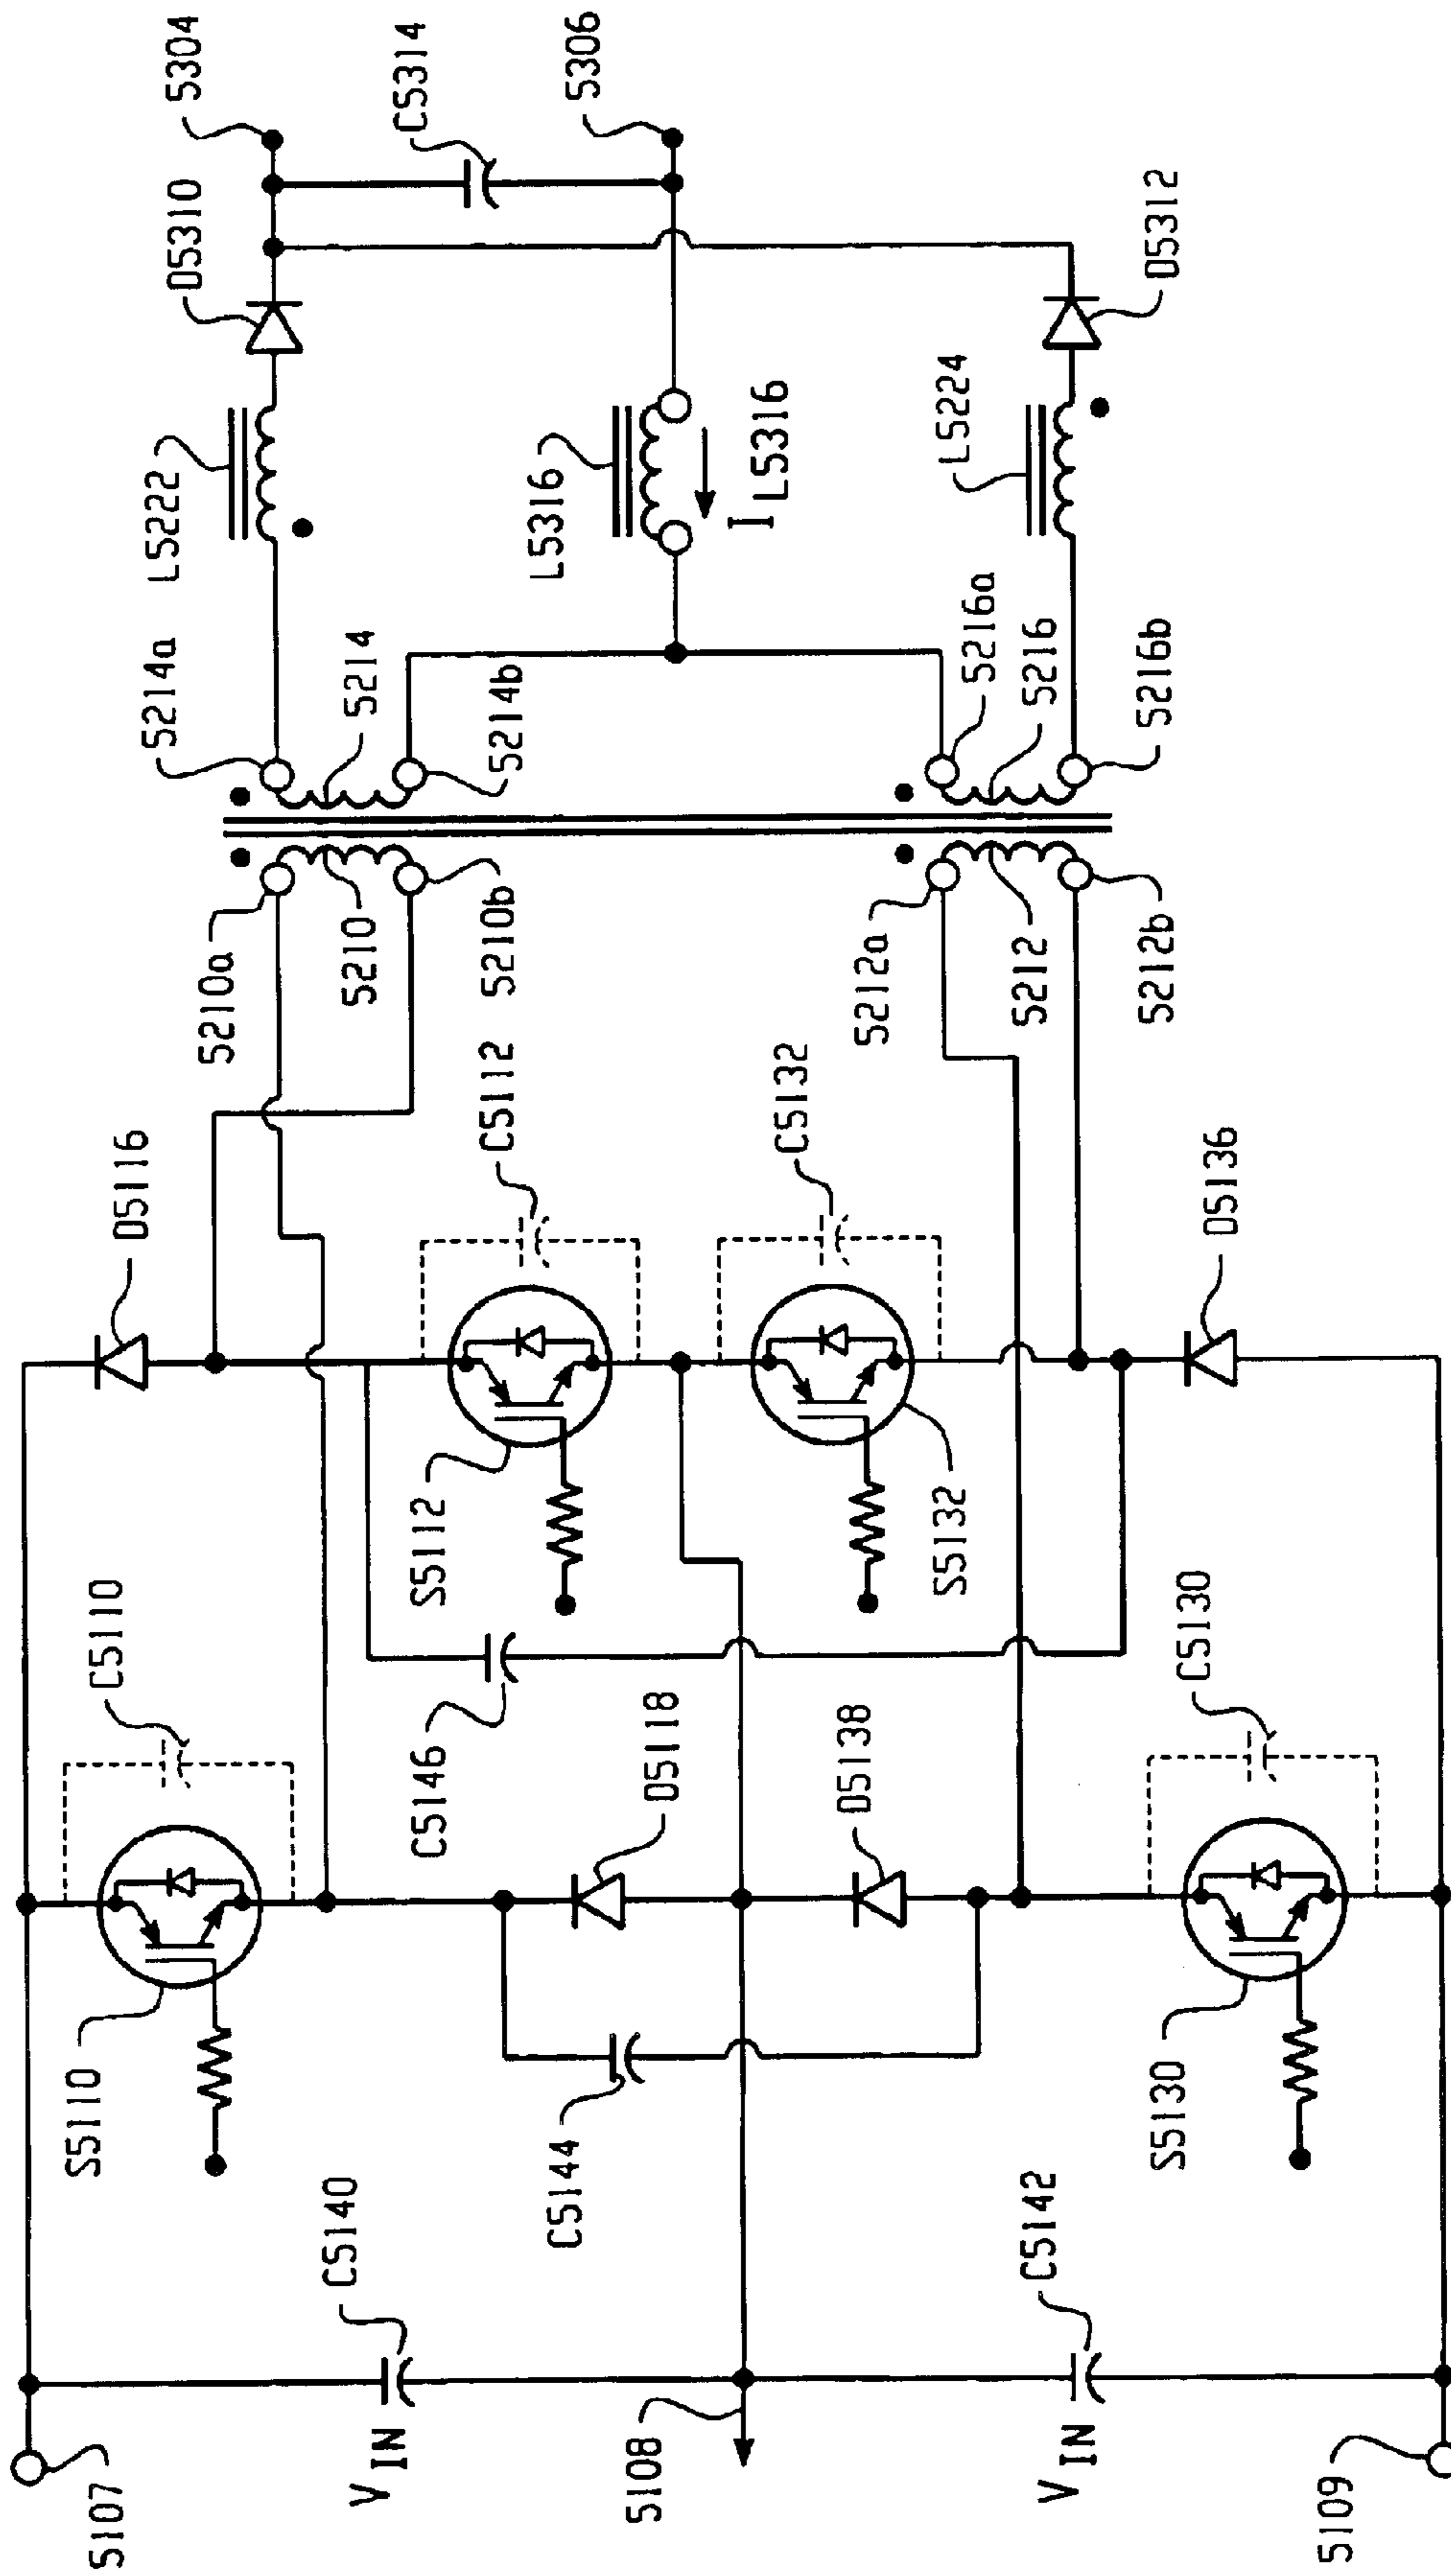 5107
V IN
5108
V IN
5109
C5140
C5142
S5110
C5144
S5130
C5110
C5146
D5118
D5138
C5130
S5112
S5132
D5116
C5112
C5132
D5136
5210a
5210
5210b
5212a
5212
5212b
5214a
5214
5214b
5216a
5216
5216b
L5222
L5316
I L5316
L5224
D5310
D5312
5304
C5314
5306